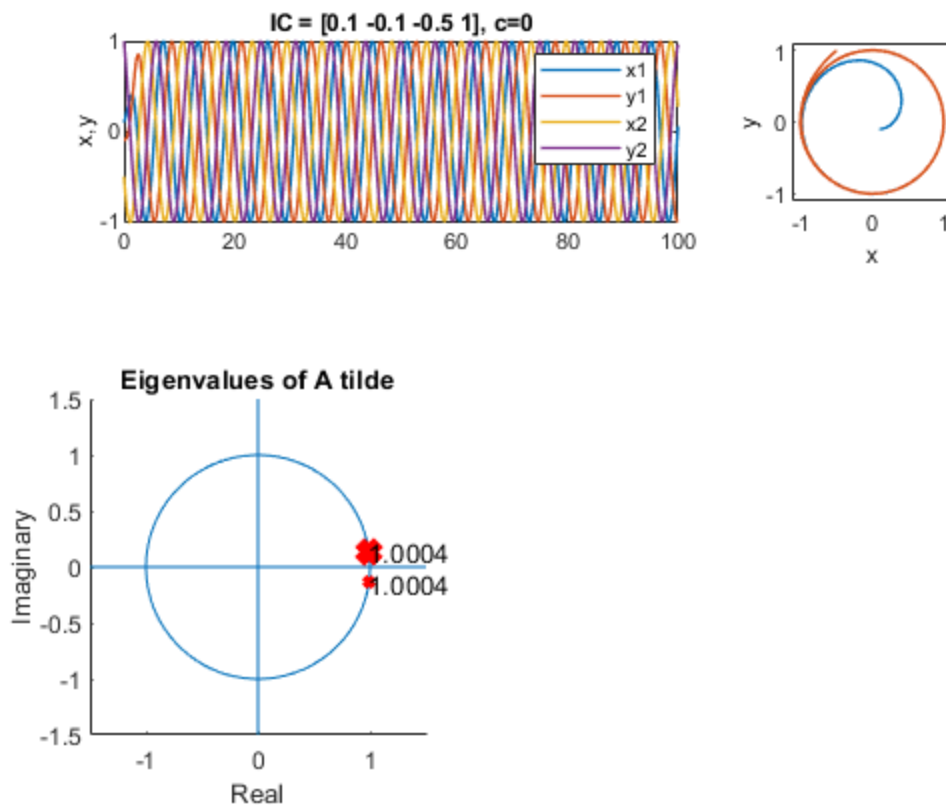 IC = [0.1 -0.1 -0.5 1], c=0
x,y
1
0
-1
0 20 40 60 80 100
x1
y1
x2
y2
y
1
0
-1
-1 0 1
x
Eigenvalues of A tilde
Imaginary
1.5
1
0.5
0
-0.5
-1
-1.5
1.0004
1.0004
-1 0 1
Real